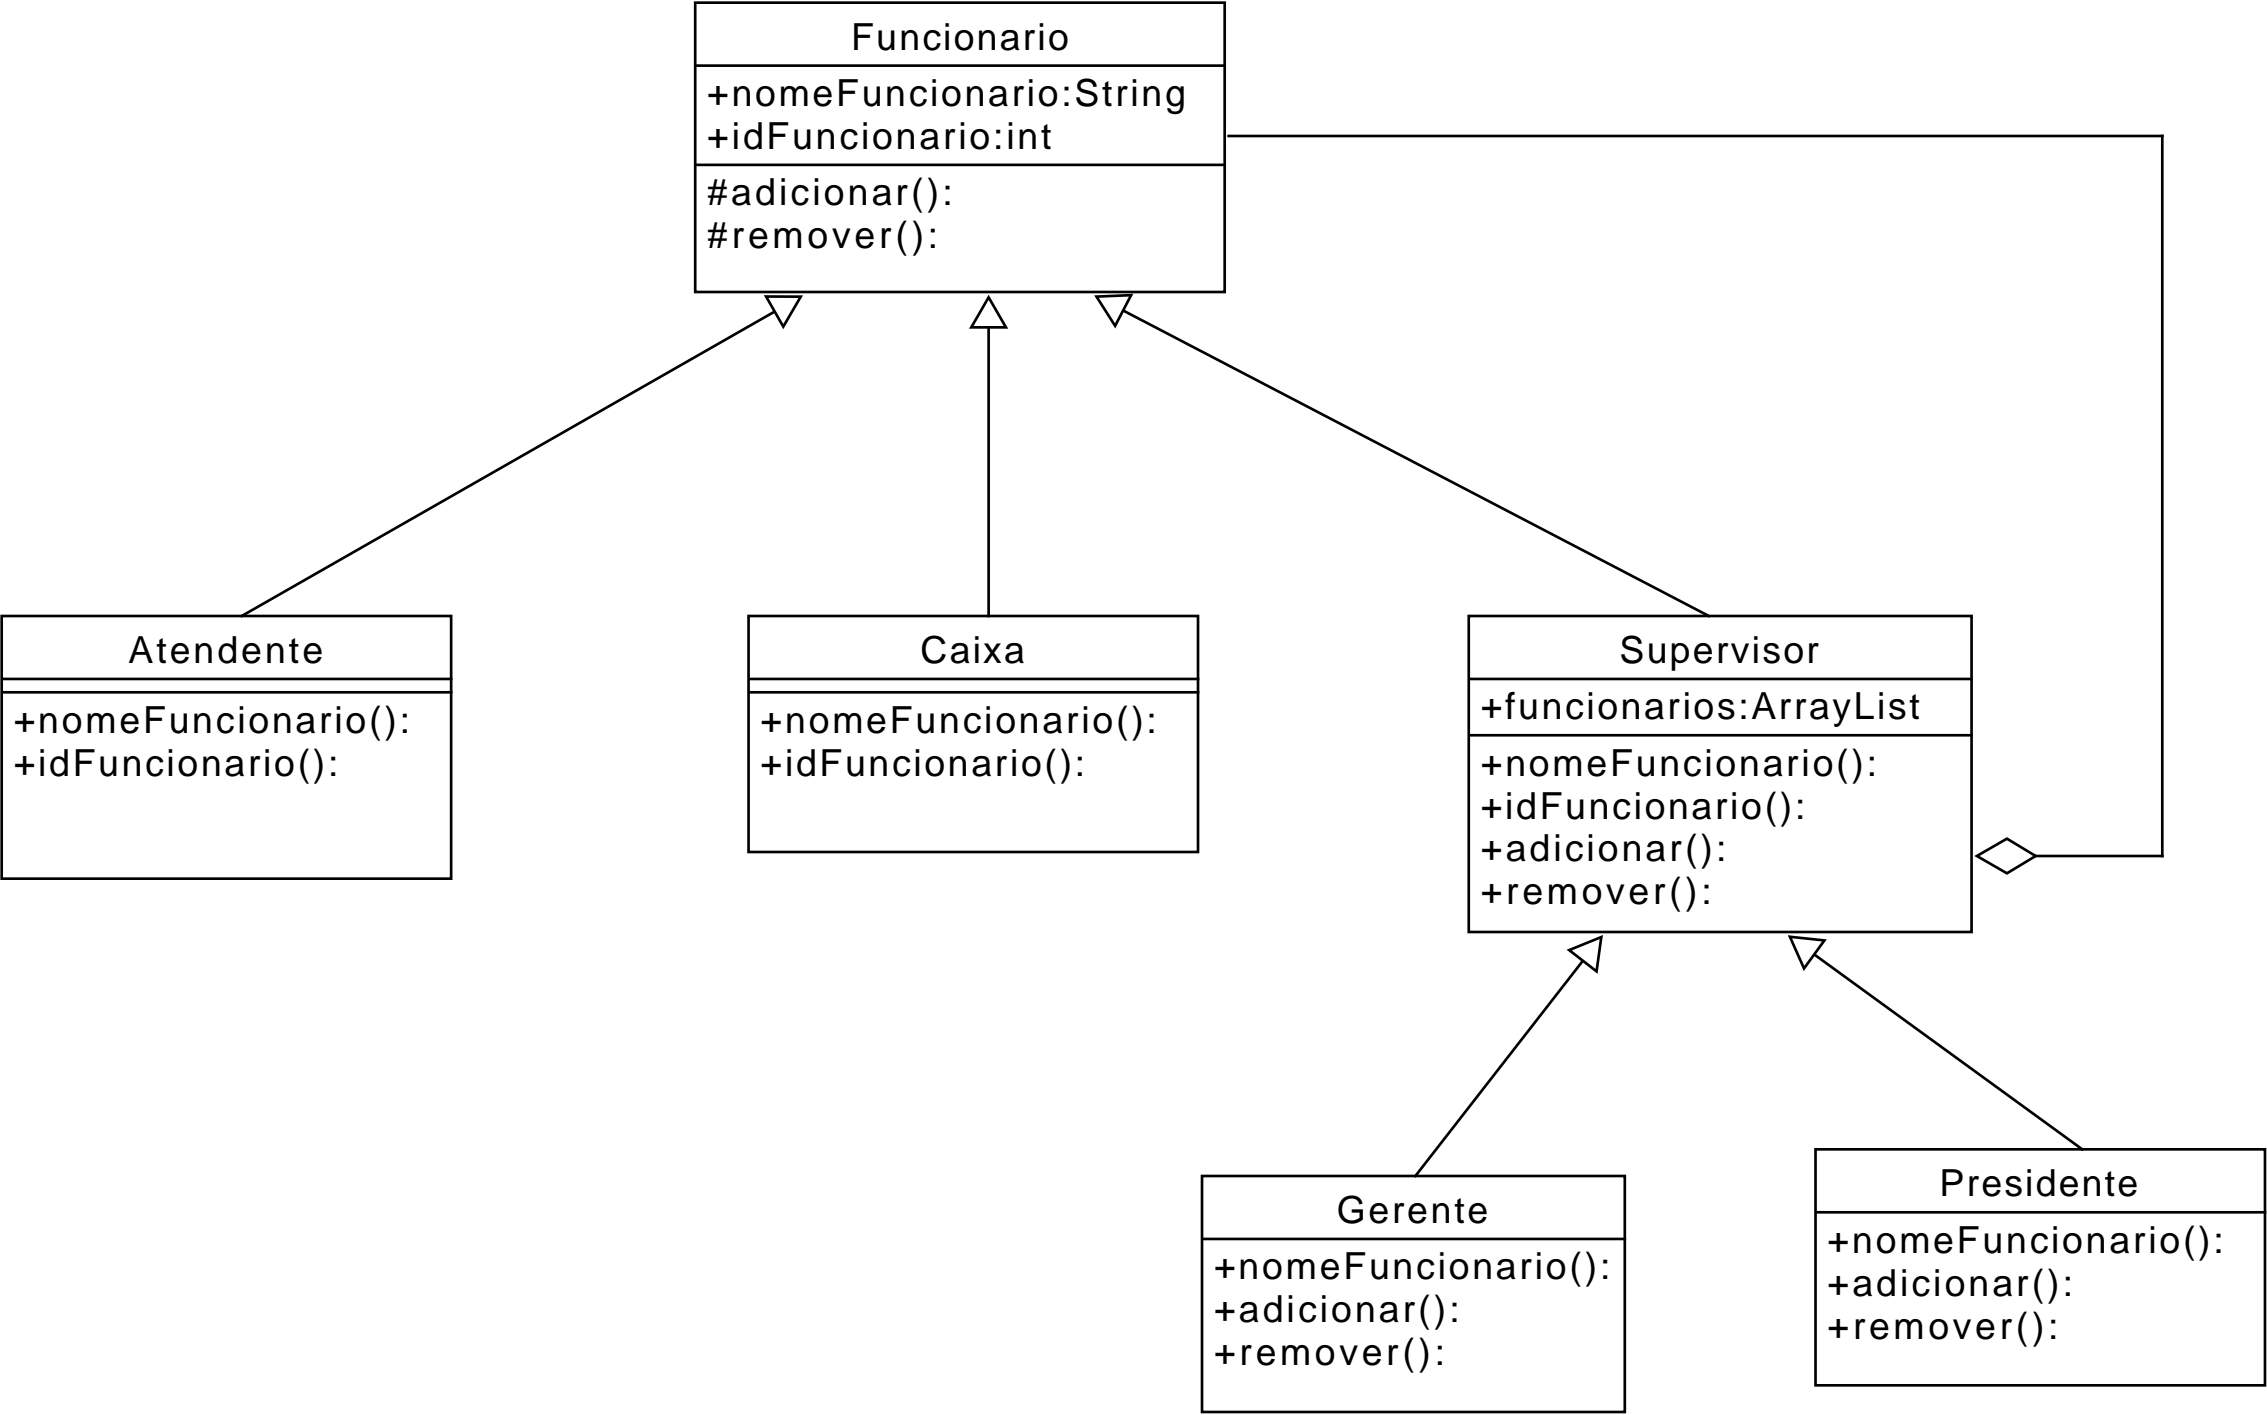 Funcionario
+nomeFuncionario:String
+idFuncionario:int
#adicionar():
#remover():
Atendente
+nomeFuncionario():
+idFuncionario():
Caixa
+nomeFuncionario():
+idFuncionario():
Supervisor
+funcionarios:ArrayList
+nomeFuncionario():
+idFuncionario():
+adicionar():
+remover():
Gerente
+nomeFuncionario():
+adicionar():
+remover():
Presidente
+nomeFuncionario():
+adicionar():
+remover():